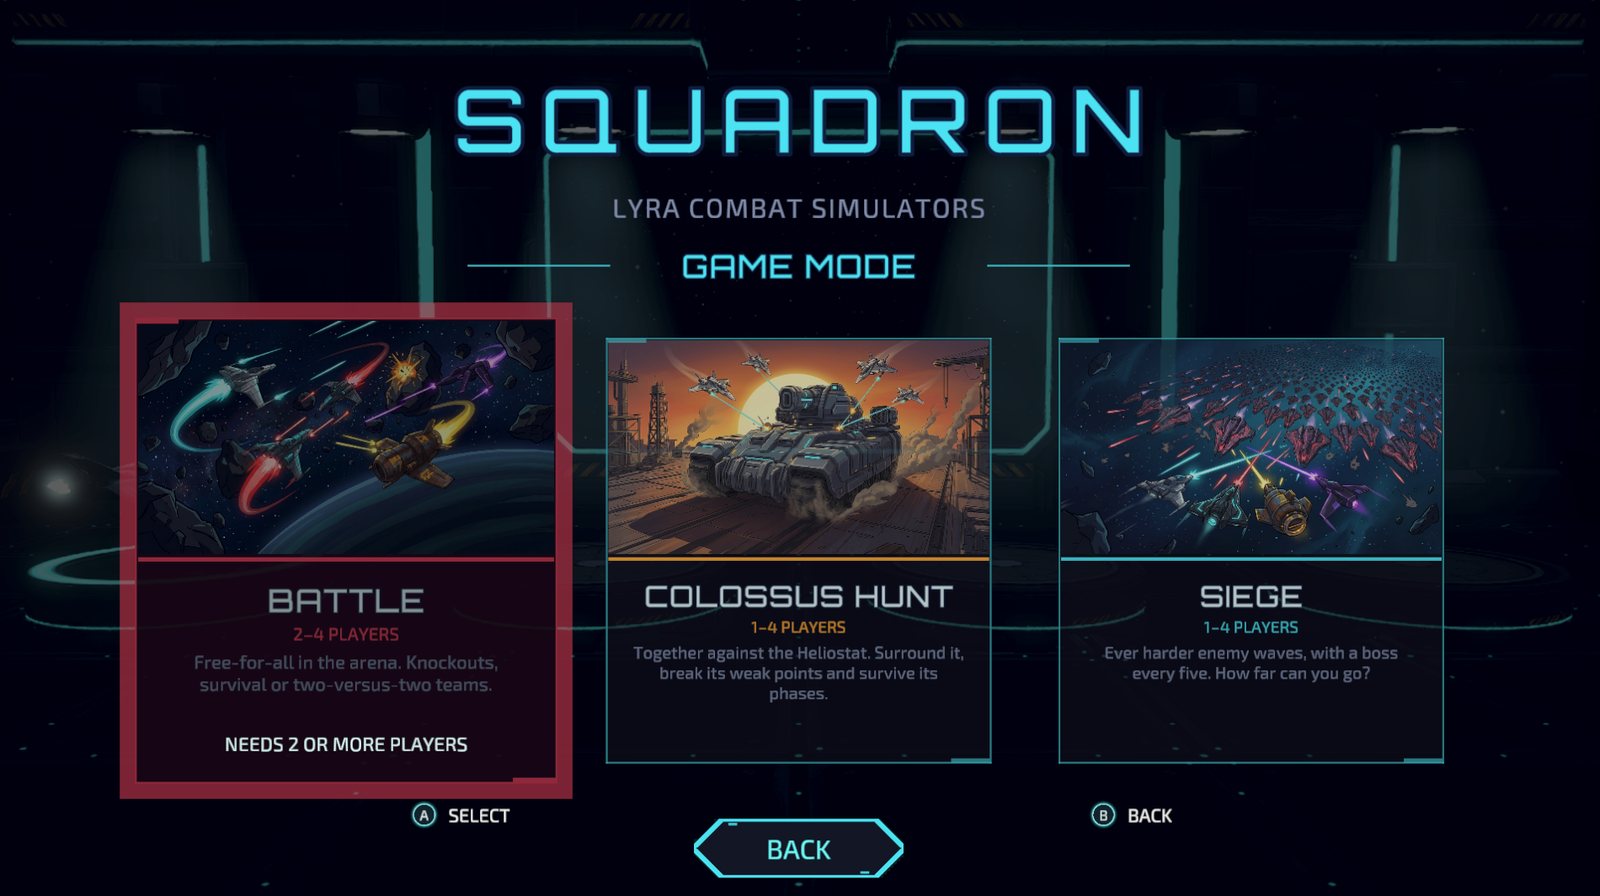 SQUADRON
LYRA COMBAT SIMULATORS
GAME MODE
BATTLE
2–4 PLAYERS
Free-for-all in the arena. Knockouts,
survival or two-versus-two teams.
NEEDS 2 OR MORE PLAYERS
COLOSSUS HUNT
1–4 PLAYERS
Together against the Heliostat. Surround it,
break its weak points and survive its
phases.
SIEGE
1–4 PLAYERS
Ever harder enemy waves, with a boss
every five. How far can you go?
A SELECT
B BACK
BACK